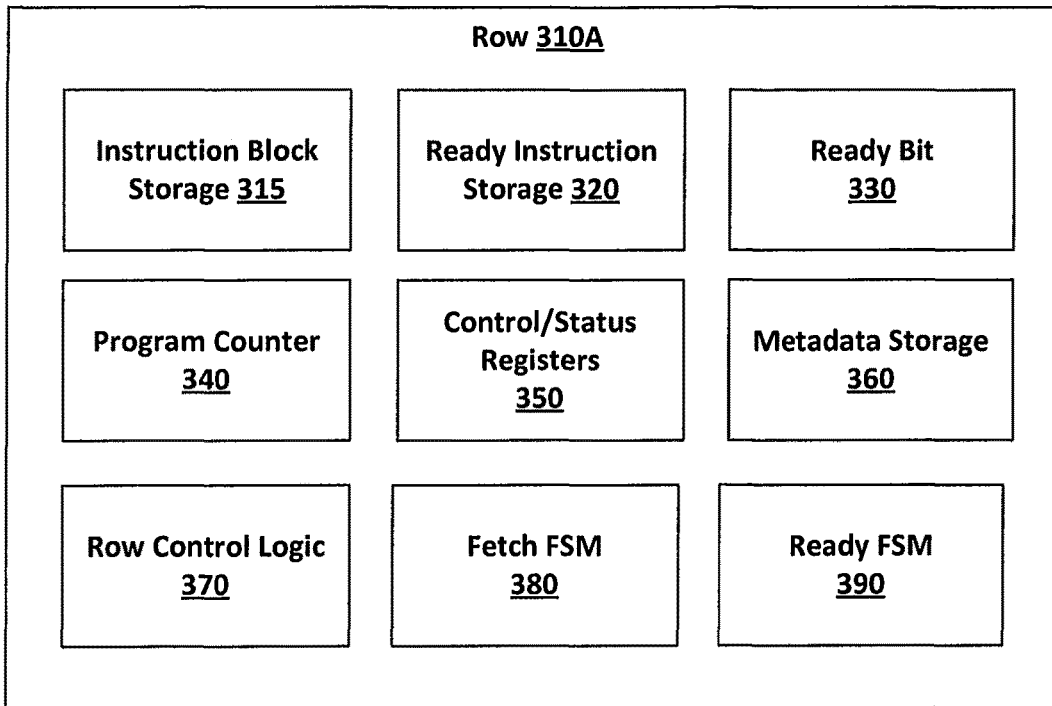 Row 310A
Instruction Block
Storage 315
Ready Instruction
Storage 320
Ready Bit
330
Program Counter
340
Control/Status
Registers
350
Metadata Storage
360
Row Control Logic
370
Fetch FSM
380
Ready FSM
390